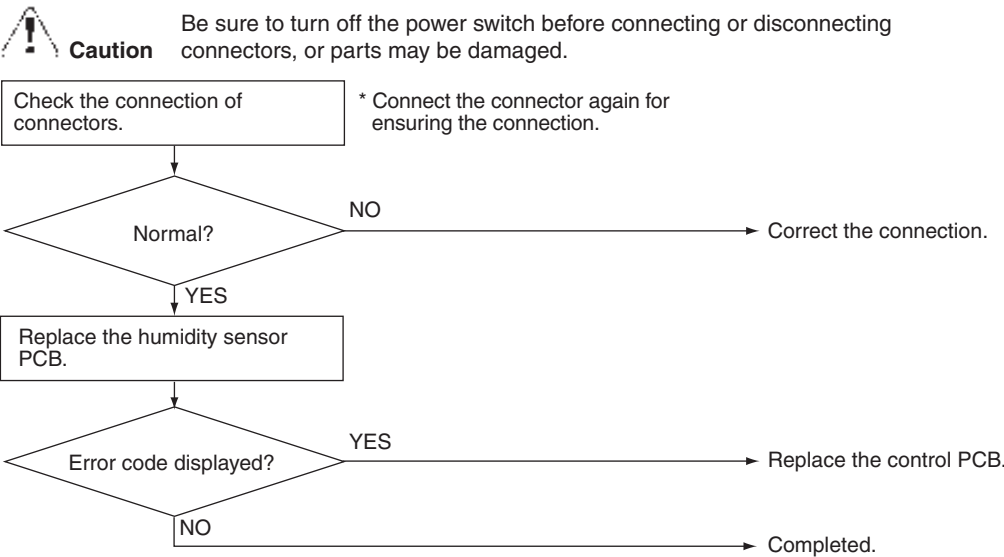 Be sure to turn off the power switch before connecting or disconnecting
Caution connectors, or parts may be damaged.
Check the connection of
connectors.
* Connect the connector again for
ensuring the connection.
Normal?
NO
Correct the connection.
YES
Replace the humidity sensor
PCB.
Error code displayed?
YES
Replace the control PCB.
NO
Completed.